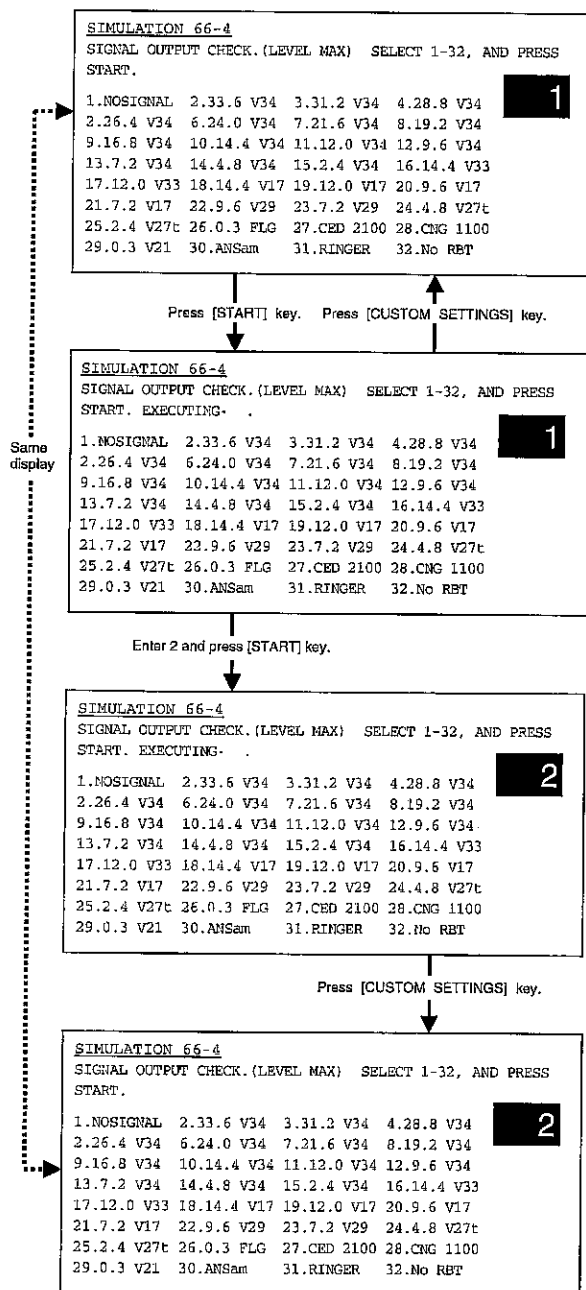 SIMULATION 66-4
SIGNAL OUTPUT CHECK.(LEVEL MAX) SELECT 1-32, AND PRESS
START.
1
1.NOSIGNAL 2.33.6 V34 3.31.2 V34 4.28.8 V34
2.26.4 V34 6.24.0 V34 7.21.6 V34 8.19.2 V34
9.16.8 V34 10.14.4 V34 11.12.0 V34 12.9.6 V34
13.7.2 V34 14.4.8 V34 15.2.4 V34 16.14.4 V33
17.12.0 V33 18.14.4 V17 19.12.0 V17 20.9.6 V17
21.7.2 V17 22.9.6 V29 23.7.2 V29 24.4.8 V27t
25.2.4 V27t 26.0.3 FLG 27.CED 2100 28.CNG 1100
29.0.3 V21 30.ANSam 31.RINGER 32.No RBT
Press [START] key. Press [CUSTOM SETTINGS] key.
SIMULATION 66-4
SIGNAL OUTPUT CHECK.(LEVEL MAX) SELECT 1-32, AND PRESS
START. EXECUTING· .
1
1.NOSIGNAL 2.33.6 V34 3.31.2 V34 4.28.8 V34
2.26.4 V34 6.24.0 V34 7.21.6 V34 8.19.2 V34
9.16.8 V34 10.14.4 V34 11.12.0 V34 12.9.6 V34
13.7.2 V34 14.4.8 V34 15.2.4 V34 16.14.4 V33
17.12.0 V33 18.14.4 V17 19.12.0 V17 20.9.6 V17
21.7.2 V17 22.9.6 V29 23.7.2 V29 24.4.8 V27t
25.2.4 V27t 26.0.3 FLG 27.CED 2100 28.CNG 1100
29.0.3 V21 30.ANSam 31.RINGER 32.No RBT
Same
display
Enter 2 and press [START] key.
SIMULATION 66-4
SIGNAL OUTPUT CHECK.(LEVEL MAX) SELECT 1-32, AND PRESS
START. EXECUTING· .
2
1.NOSIGNAL 2.33.6 V34 3.31.2 V34 4.28.8 V34
2.26.4 V34 6.24.0 V34 7.21.6 V34 8.19.2 V34
9.16.8 V34 10.14.4 V34 11.12.0 V34 12.9.6 V34
13.7.2 V34 14.4.8 V34 15.2.4 V34 16.14.4 V33
17.12.0 V33 18.14.4 V17 19.12.0 V17 20.9.6 V17
21.7.2 V17 22.9.6 V29 23.7.2 V29 24.4.8 V27t
25.2.4 V27t 26.0.3 FLG 27.CED 2100 28.CNG 1100
29.0.3 V21 30.ANSam 31.RINGER 32.No RBT
Press [CUSTOM SETTINGS] key.
SIMULATION 66-4
SIGNAL OUTPUT CHECK.(LEVEL MAX) SELECT 1-32, AND PRESS
START.
2
1.NOSIGNAL 2.33.6 V34 3.31.2 V34 4.28.8 V34
2.26.4 V34 6.24.0 V34 7.21.6 V34 8.19.2 V34
9.16.8 V34 10.14.4 V34 11.12.0 V34 12.9.6 V34
13.7.2 V34 14.4.8 V34 15.2.4 V34 16.14.4 V33
17.12.0 V33 18.14.4 V17 19.12.0 V17 20.9.6 V17
21.7.2 V17 22.9.6 V29 23.7.2 V29 24.4.8 V27t
25.2.4 V27t 26.0.3 FLG 27.CED 2100 28.CNG 1100
29.0.3 V21 30.ANSam 31.RINGER 32.No RBT